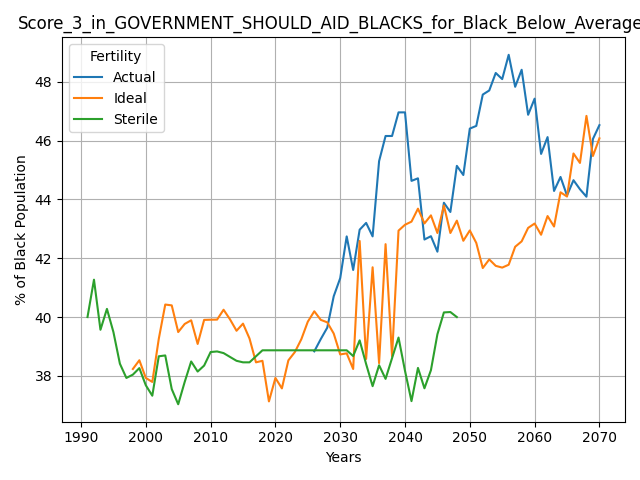 Score_3_in_GOVERNMENT_SHOULD_AID_BLACKS_for_Black_Below_Average
Fertility
Actual
Ideal
Sterile
% of Black Population
48
46
44
42
40
38
1990 2000 2010 2020 2030 2040 2050 2060 2070
Years